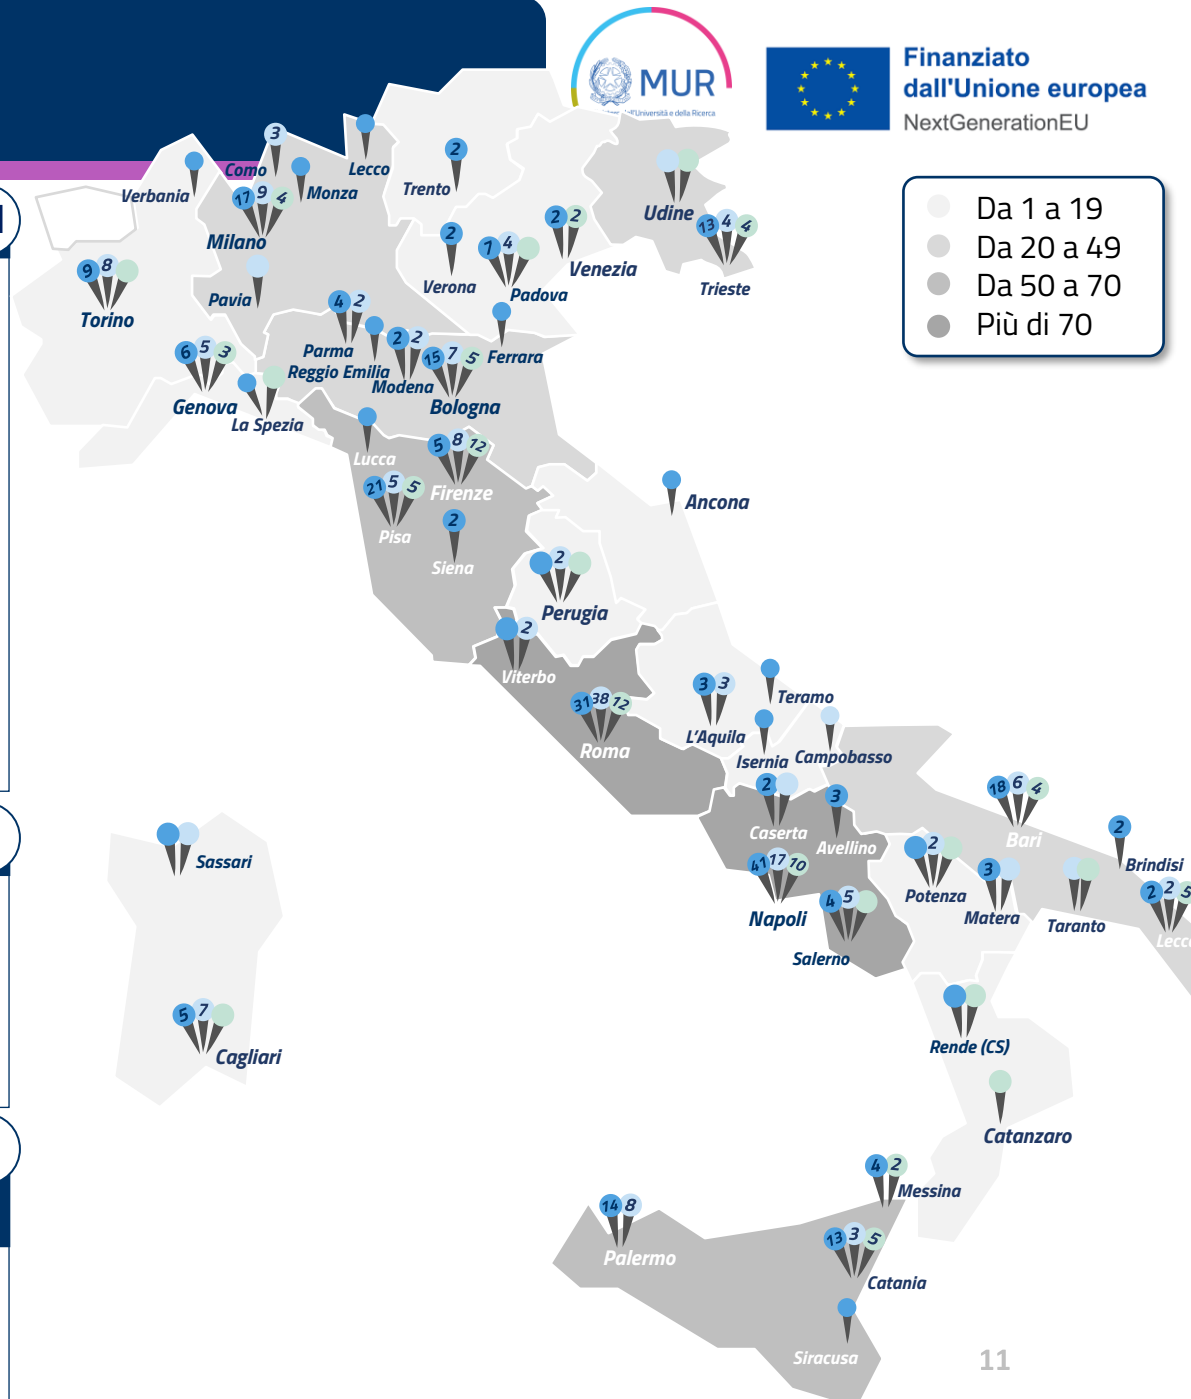 MUR
Finanziato
dall'Unione europea
NextGenerationEU
Da 1 a 19
Da 20 a 49
Da 50 a 70
Più di 70
3
Como
Lecco
Monza
2
Trento
Verbania
17 9 4
Milano
Udine
13 4 4
Trieste
2 2
Venezia
2
Verona
7 4
Padova
9 8
Torino
Pavia
4 2
Parma
Reggio Emilia
2 2
Modena
15 7 5
Bologna
Ferrara
6 5 3
Genova
La Spezia
Lucca
5 8 12
Firenze
21 5 5
Pisa
2
Siena
Ancona
2
Perugia
2
Viterbo
31 38 12
Roma
3 3
L'Aquila
Teramo
Isernia
Campobasso
2
Caserta
3
Avellino
41 17 10
Napoli
4 5
Salerno
18 6 4
Bari
2
Brindisi
2
Potenza
3
Matera
Taranto
2 2 5
Sassari
5 7
Cagliari
Rende (CS)
Catanzaro
4 2
Messina
14 8
Palermo
13 3 5
Catania
Siracusa
11